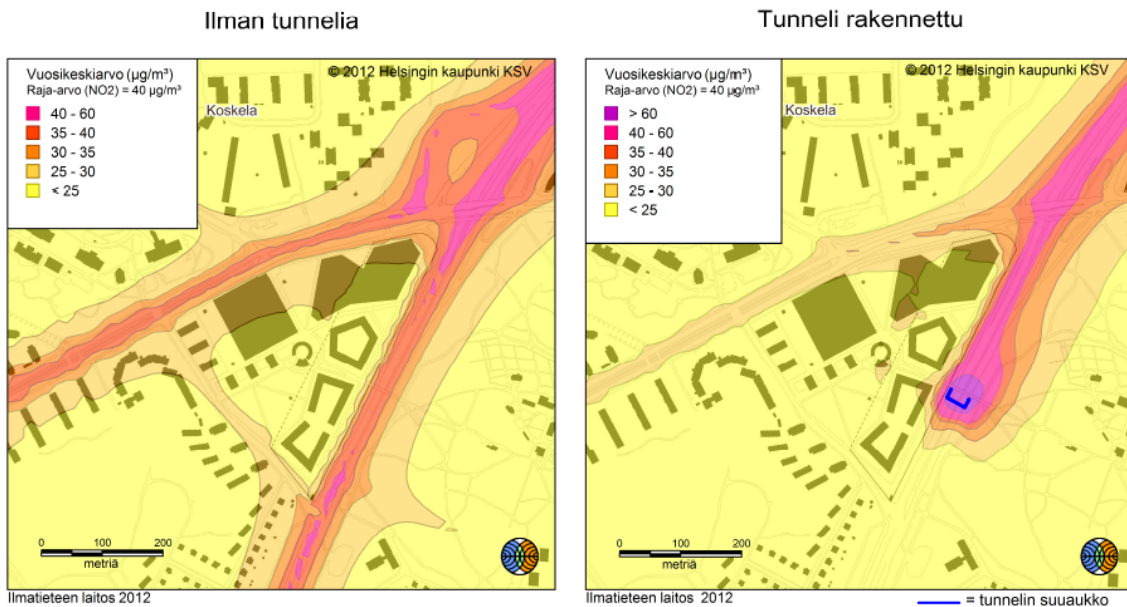 Ilman tunnelia
Vuosikeskiarvo (µg/m³)
Raja-arvo (NO2) = 40 µg/m³
40 - 60
35 - 40
30 - 35
25 - 30
< 25
© 2012 Helsingin kaupunki KSV
Koskela
0 100 200
metriä
Ilmatieteen laitos 2012
Tunneli rakennettu
Vuosikeskiarvo (µg/m³)
Raja-arvo (NO2) = 40 µg/m³
> 60
40 - 60
35 - 40
30 - 35
25 - 30
< 25
© 2012 Helsingin kaupunki KSV
Koskela
0 100 200
metriä
Ilmatieteen laitos 2012
= tunnelin suuaukko